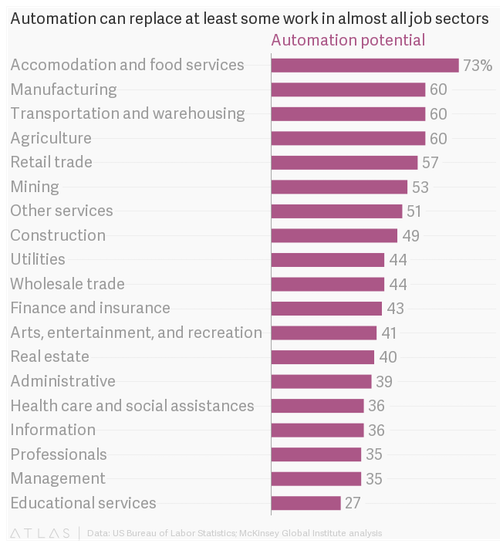 Automation can replace at least some work in almost all job sectors
Automation potential
Accomodation and food services 73%
Manufacturing 60
Transportation and warehousing 60
Agriculture 60
Retail trade 57
Mining 53
Other services 51
Construction 49
Utilities 44
Wholesale trade 44
Finance and insurance 43
Arts, entertainment, and recreation 41
Real estate 40
Administrative 39
Health care and social assistances 36
Information 36
Professionals 35
Management 35
Educational services 27
ATLAS | Data: US Bureau of Labor Statistics; McKinsey Global Institute analysis